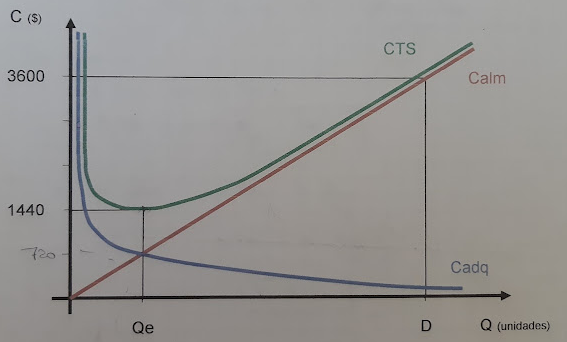 C ($)
CTS
3600
Calm
1440
720
Cadq
Qe
D
Q (unidades)